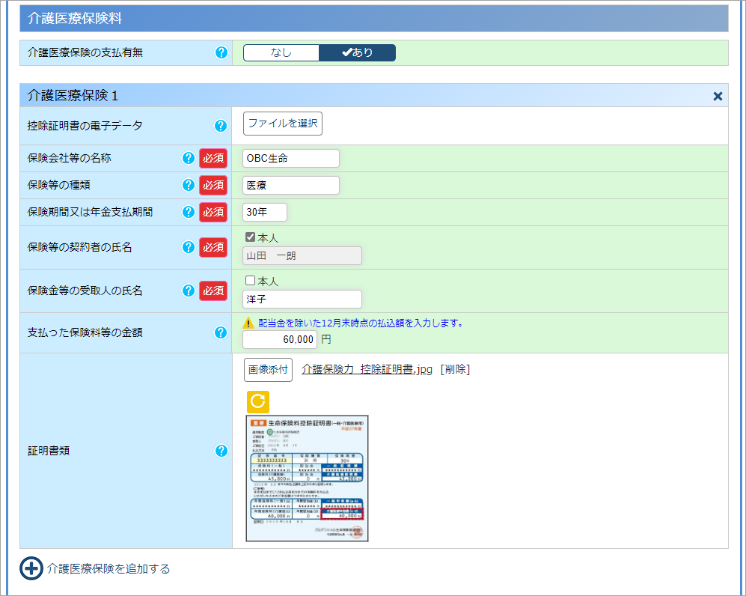 介護医療保険料
介護医療保険の支払有無 ? なし ✔あり
介護医療保険 1 ×
控除証明書の電子データ ? ファイルを選択
保険会社等の名称 ? 必須 OBC生命
保険等の種類 ? 必須 医療
保険期間又は年金支払期間 ? 必須 30年
保険等の契約者の氏名 ? 必須
本人
山田 一朗
保険金等の受取人の氏名 ? 必須
本人
洋子
支払った保険料等の金額 ?
配当金を除いた12月末時点の払込額を入力します。
60,000 円
証明書類 ?
画像添付 介護保険力_控除証明書.jpg [削除]
生命保険料控除証明書
介護医療保険を追加する